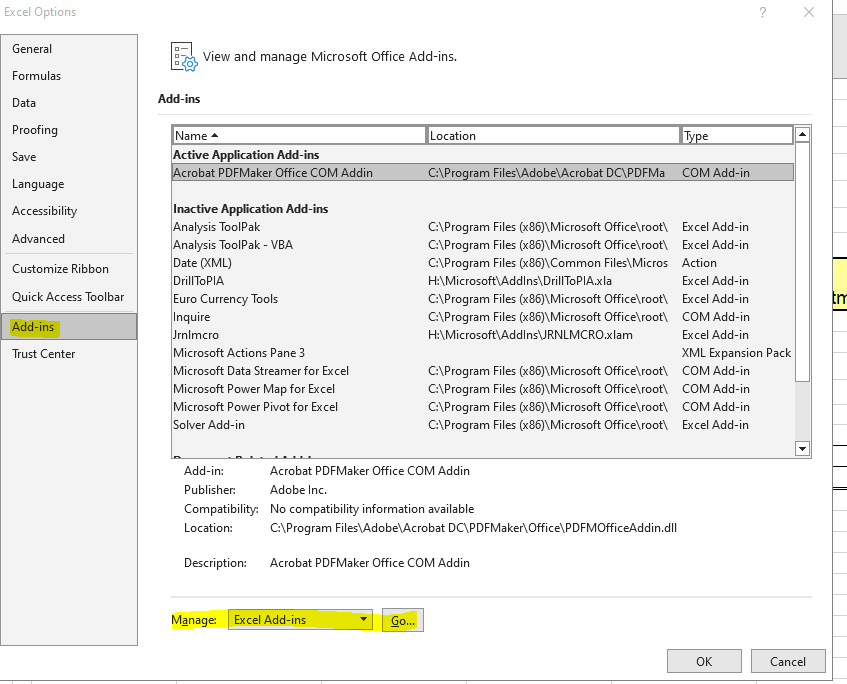 Excel Options
?
General
Formulas
Data
Proofing
Save
Language
Accessibility
Advanced
Customize Ribbon
Quick Access Toolbar
Add-ins
Trust Center
View and manage Microsoft Office Add-ins.
Add-ins
Name Location Type
Active Application Add-ins
Acrobat PDFMaker Office COM Addin C:\Program Files\Adobe\Acrobat DC\PDFMa COM Add-in
Inactive Application Add-ins
Analysis ToolPak C:\Program Files (x86)\Microsoft Office\root\ Excel Add-in
Analysis ToolPak - VBA C:\Program Files (x86)\Microsoft Office\root\ Excel Add-in
Date (XML) C:\Program Files (x86)\Common Files\Micros Action
DrillToPIA H:\Microsoft\AddIns\DrillToPIA.xla Excel Add-in
Euro Currency Tools C:\Program Files (x86)\Microsoft Office\root\ Excel Add-in
Inquire C:\Program Files (x86)\Microsoft Office\root\ COM Add-in
Jrnlmcro H:\Microsoft\AddIns\JRNLMCRO.xlam Excel Add-in
Microsoft Actions Pane 3 XML Expansion Pack
Microsoft Data Streamer for Excel C:\Program Files (x86)\Microsoft Office\root\ COM Add-in
Microsoft Power Map for Excel C:\Program Files (x86)\Microsoft Office\root\ COM Add-in
Microsoft Power Pivot for Excel C:\Program Files (x86)\Microsoft Office\root\ COM Add-in
Solver Add-in C:\Program Files (x86)\Microsoft Office\root\ Excel Add-in
Add-in: Acrobat PDFMaker Office COM Addin
Publisher: Adobe Inc.
Compatibility: No compatibility information available
Location: C:\Program Files\Adobe\Acrobat DC\PDFMaker\Office\PDFMOfficeAddin.dll
Description: Acrobat PDFMaker Office COM Addin
Manage: Excel Add-ins Go...
OK Cancel